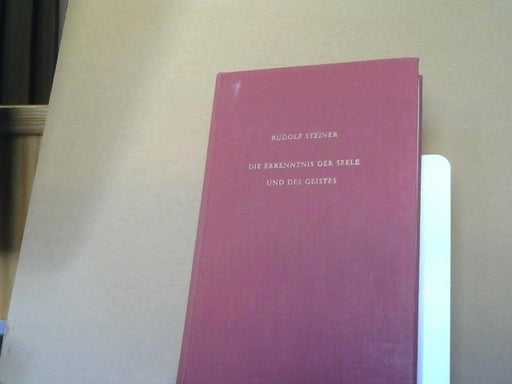 RUDOLF STEINER
DIE ERKENNTNIS DER SEELE
UND DES GEISTES